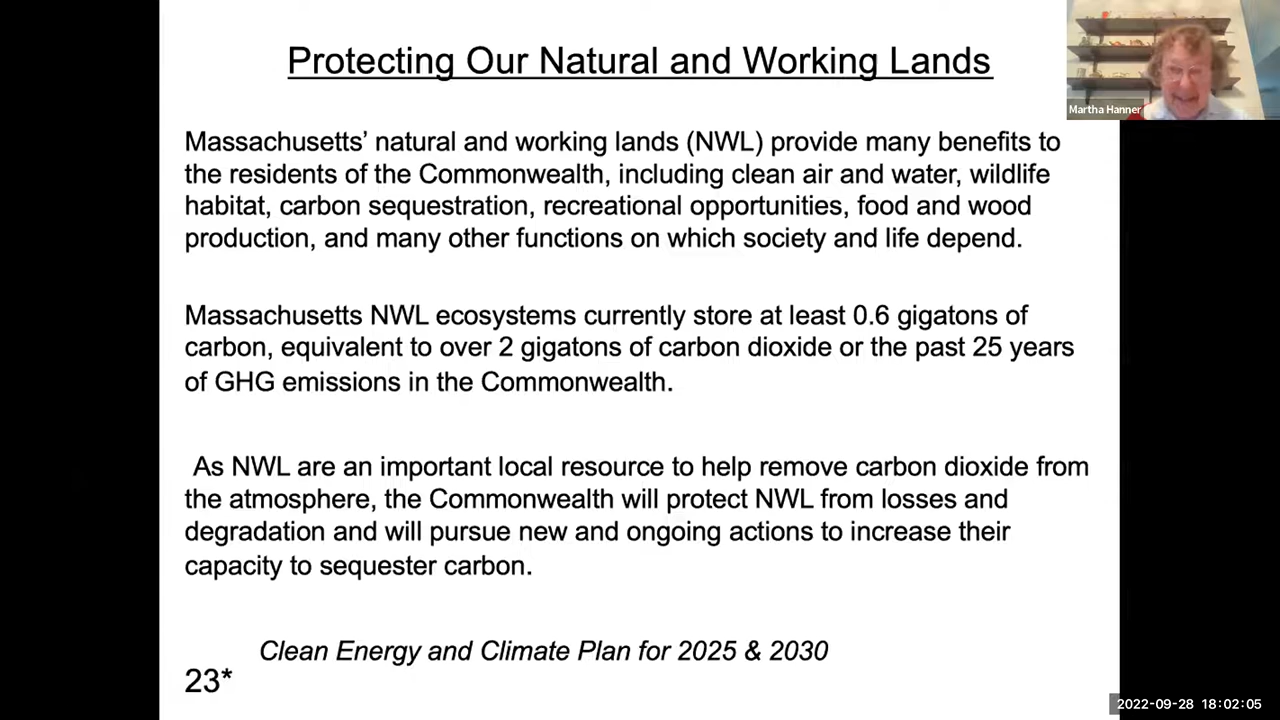 Protecting Our Natural and Working Lands
Martha Hanner
Massachusetts’ natural and working lands (NWL) provide many benefits to
the residents of the Commonwealth, including clean air and water, wildlife
habitat, carbon sequestration, recreational opportunities, food and wood
production, and many other functions on which society and life depend.
Massachusetts NWL ecosystems currently store at least 0.6 gigatons of
carbon, equivalent to over 2 gigatons of carbon dioxide or the past 25 years
of GHG emissions in the Commonwealth.
As NWL are an important local resource to help remove carbon dioxide from
the atmosphere, the Commonwealth will protect NWL from losses and
degradation and will pursue new and ongoing actions to increase their
capacity to sequester carbon.
Clean Energy and Climate Plan for 2025 & 2030
23*
2022-09-28 18:02:05